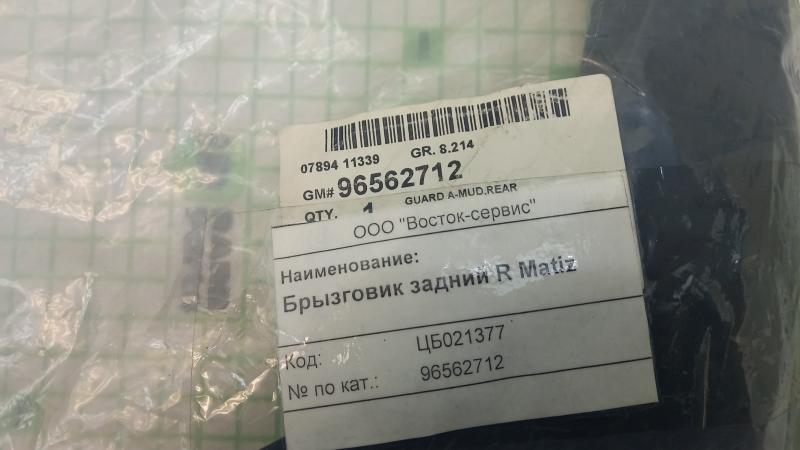 07894 11339 GR. 8.214
GM# 96562712
QTY. 1 GUARD A-MUD,REAR
ООО "Восток-сервис"
Наименование:
Брызговик задний R Matiz
Код: ЦБ021377
№ по кат.: 96562712